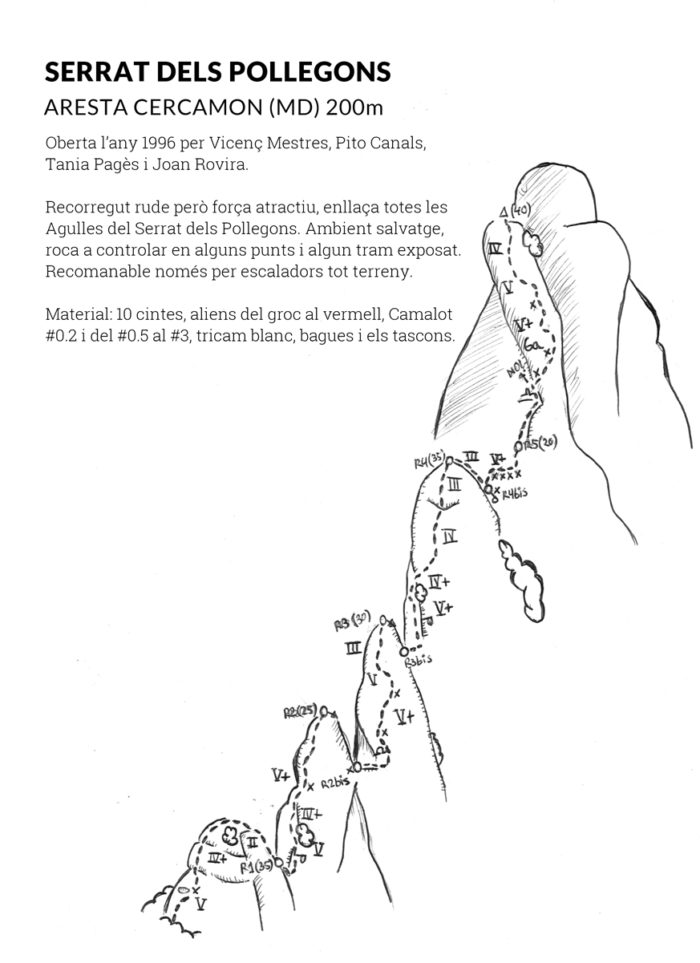 SERRAT DELS POLLEGONS
ARESTA CERCAMON (MD) 200m
Oberta l'any 1996 per Vicenç Mestres, Pito Canals,
Tania Pagès i Joan Rovira.
Recorregut rude però força atractiu, enllaça totes les
Agulles del Serrat dels Pollegons. Ambient salvatge,
roca a controlar en alguns punts i algun tram exposat.
Recomanable només per escaladors tot terreny.
Material: 10 cintes, aliens del groc al vermell, Camalot
#0.2 i del #0.5 al #3, tricam blanc, bagues i els tascons.
(40)
IV
V
V+
6a
R5(20)
R4(35) III V+
R4bis
III
IV
IV+
V+
R3(30)
III
R3bis
V
V+
R2(25)
V+
R2bis
IV+
V
II
IV+
R1(35)
V